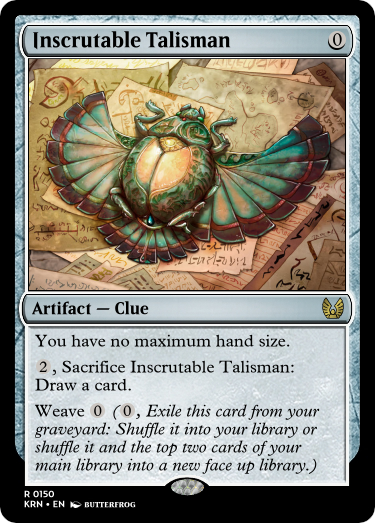 Inscrutable Talisman 0
Artifact — Clue
You have no maximum hand size.
2, Sacrifice Inscrutable Talisman:
Draw a card.
Weave 0 (0, Exile this card from your
graveyard: Shuffle it into your library or
shuffle it and the top two cards of your
main library into a new face up library.)
R 0150
KRN • EN BUTTERFROG